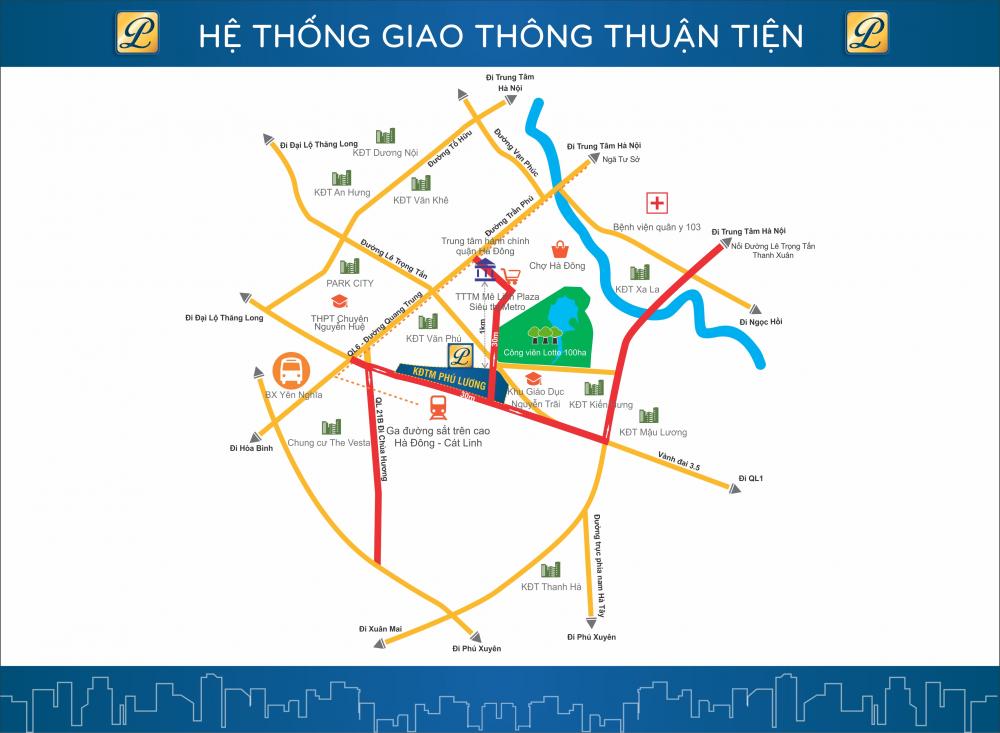 HỆ THỐNG GIAO THÔNG THUẬN TIỆN
Đi Trung Tâm
Hà Nội
Đi Đại Lộ Thăng Long
KĐT Dương Nội
Đường Tố Hữu
Đường Vạn Phúc
Đi Trung Tâm Hà Nội
Ngã Tư Sở
KĐT An Hưng
KĐT Văn Khê
Đường Trần Phú
Bệnh viện quân y 103
Đi Trung Tâm Hà Nội
Nối Đường Lê Trọng Tấn
Thanh Xuân
Trung tâm hành chính
quận Hà Đông
Đường Lê Trọng Tấn
Chợ Hà Đông
PARK CITY
KĐT Xa La
TTTM Mê Linh Plaza
Siêu thị Metro
Đi Đại Lộ Thăng Long
THPT Chuyên
Nguyễn Huệ
QL6 - Đường Quang Trung
KĐT Văn Phú
1km
30m
Đi Ngọc Hồi
Công viên Lotte 100ha
KĐTM PHÚ LƯƠNG
30m
BX Yên Nghĩa
Khu Giáo Dục
Nguyễn Trãi
KĐT Kiến Hưng
KĐT Mậu Lương
QL 21B Đi Chùa Hương
Ga đường sắt trên cao
Hà Đông - Cát Linh
Chung cư The Vesta
Đi Hòa Bình
Vành đai 3.5
Đi QL1
Đường trục phía nam Hà Tây
KĐT Thanh Hà
Đi Xuân Mai
Đi Phú Xuyên
Đi Phú Xuyên